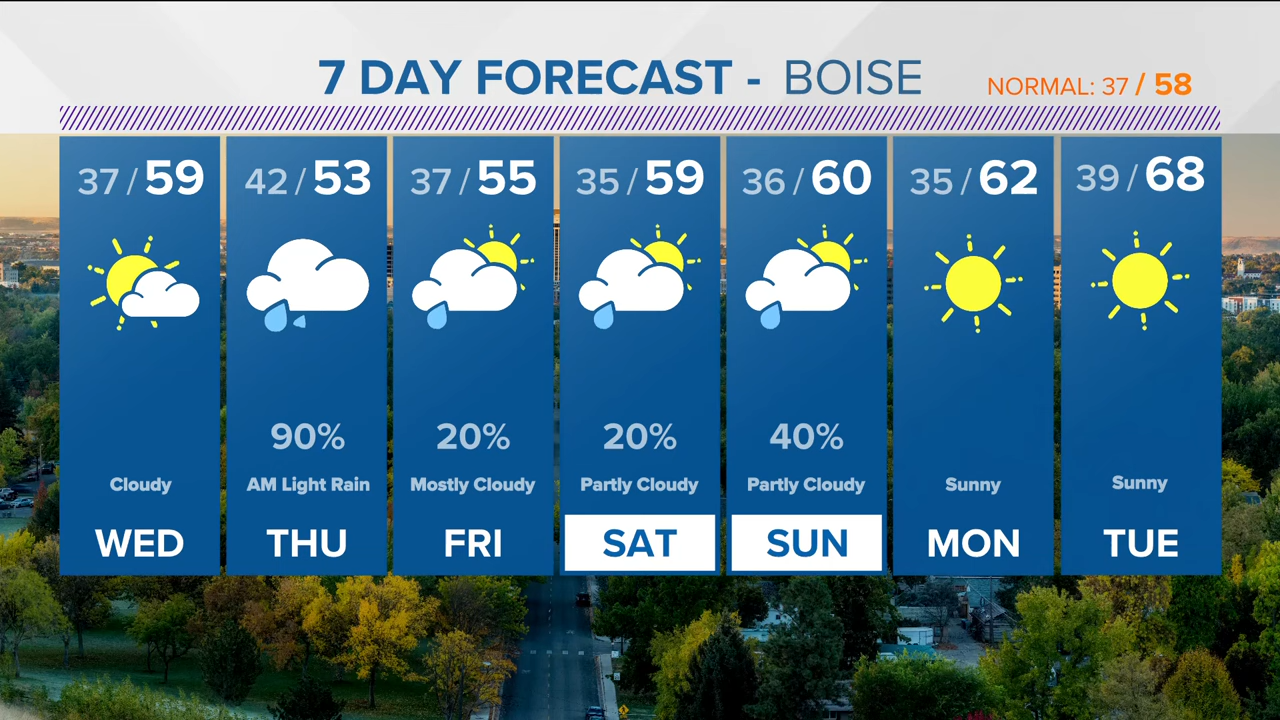 7 DAY FORECAST - BOISE
NORMAL: 37 / 58
37 / 59
42 / 53
37 / 55
35 / 59
36 / 60
35 / 62
39 / 68
90%
20%
20%
40%
Cloudy
AM Light Rain
Mostly Cloudy
Partly Cloudy
Partly Cloudy
Sunny
Sunny
WED
THU
FRI
SAT
SUN
MON
TUE